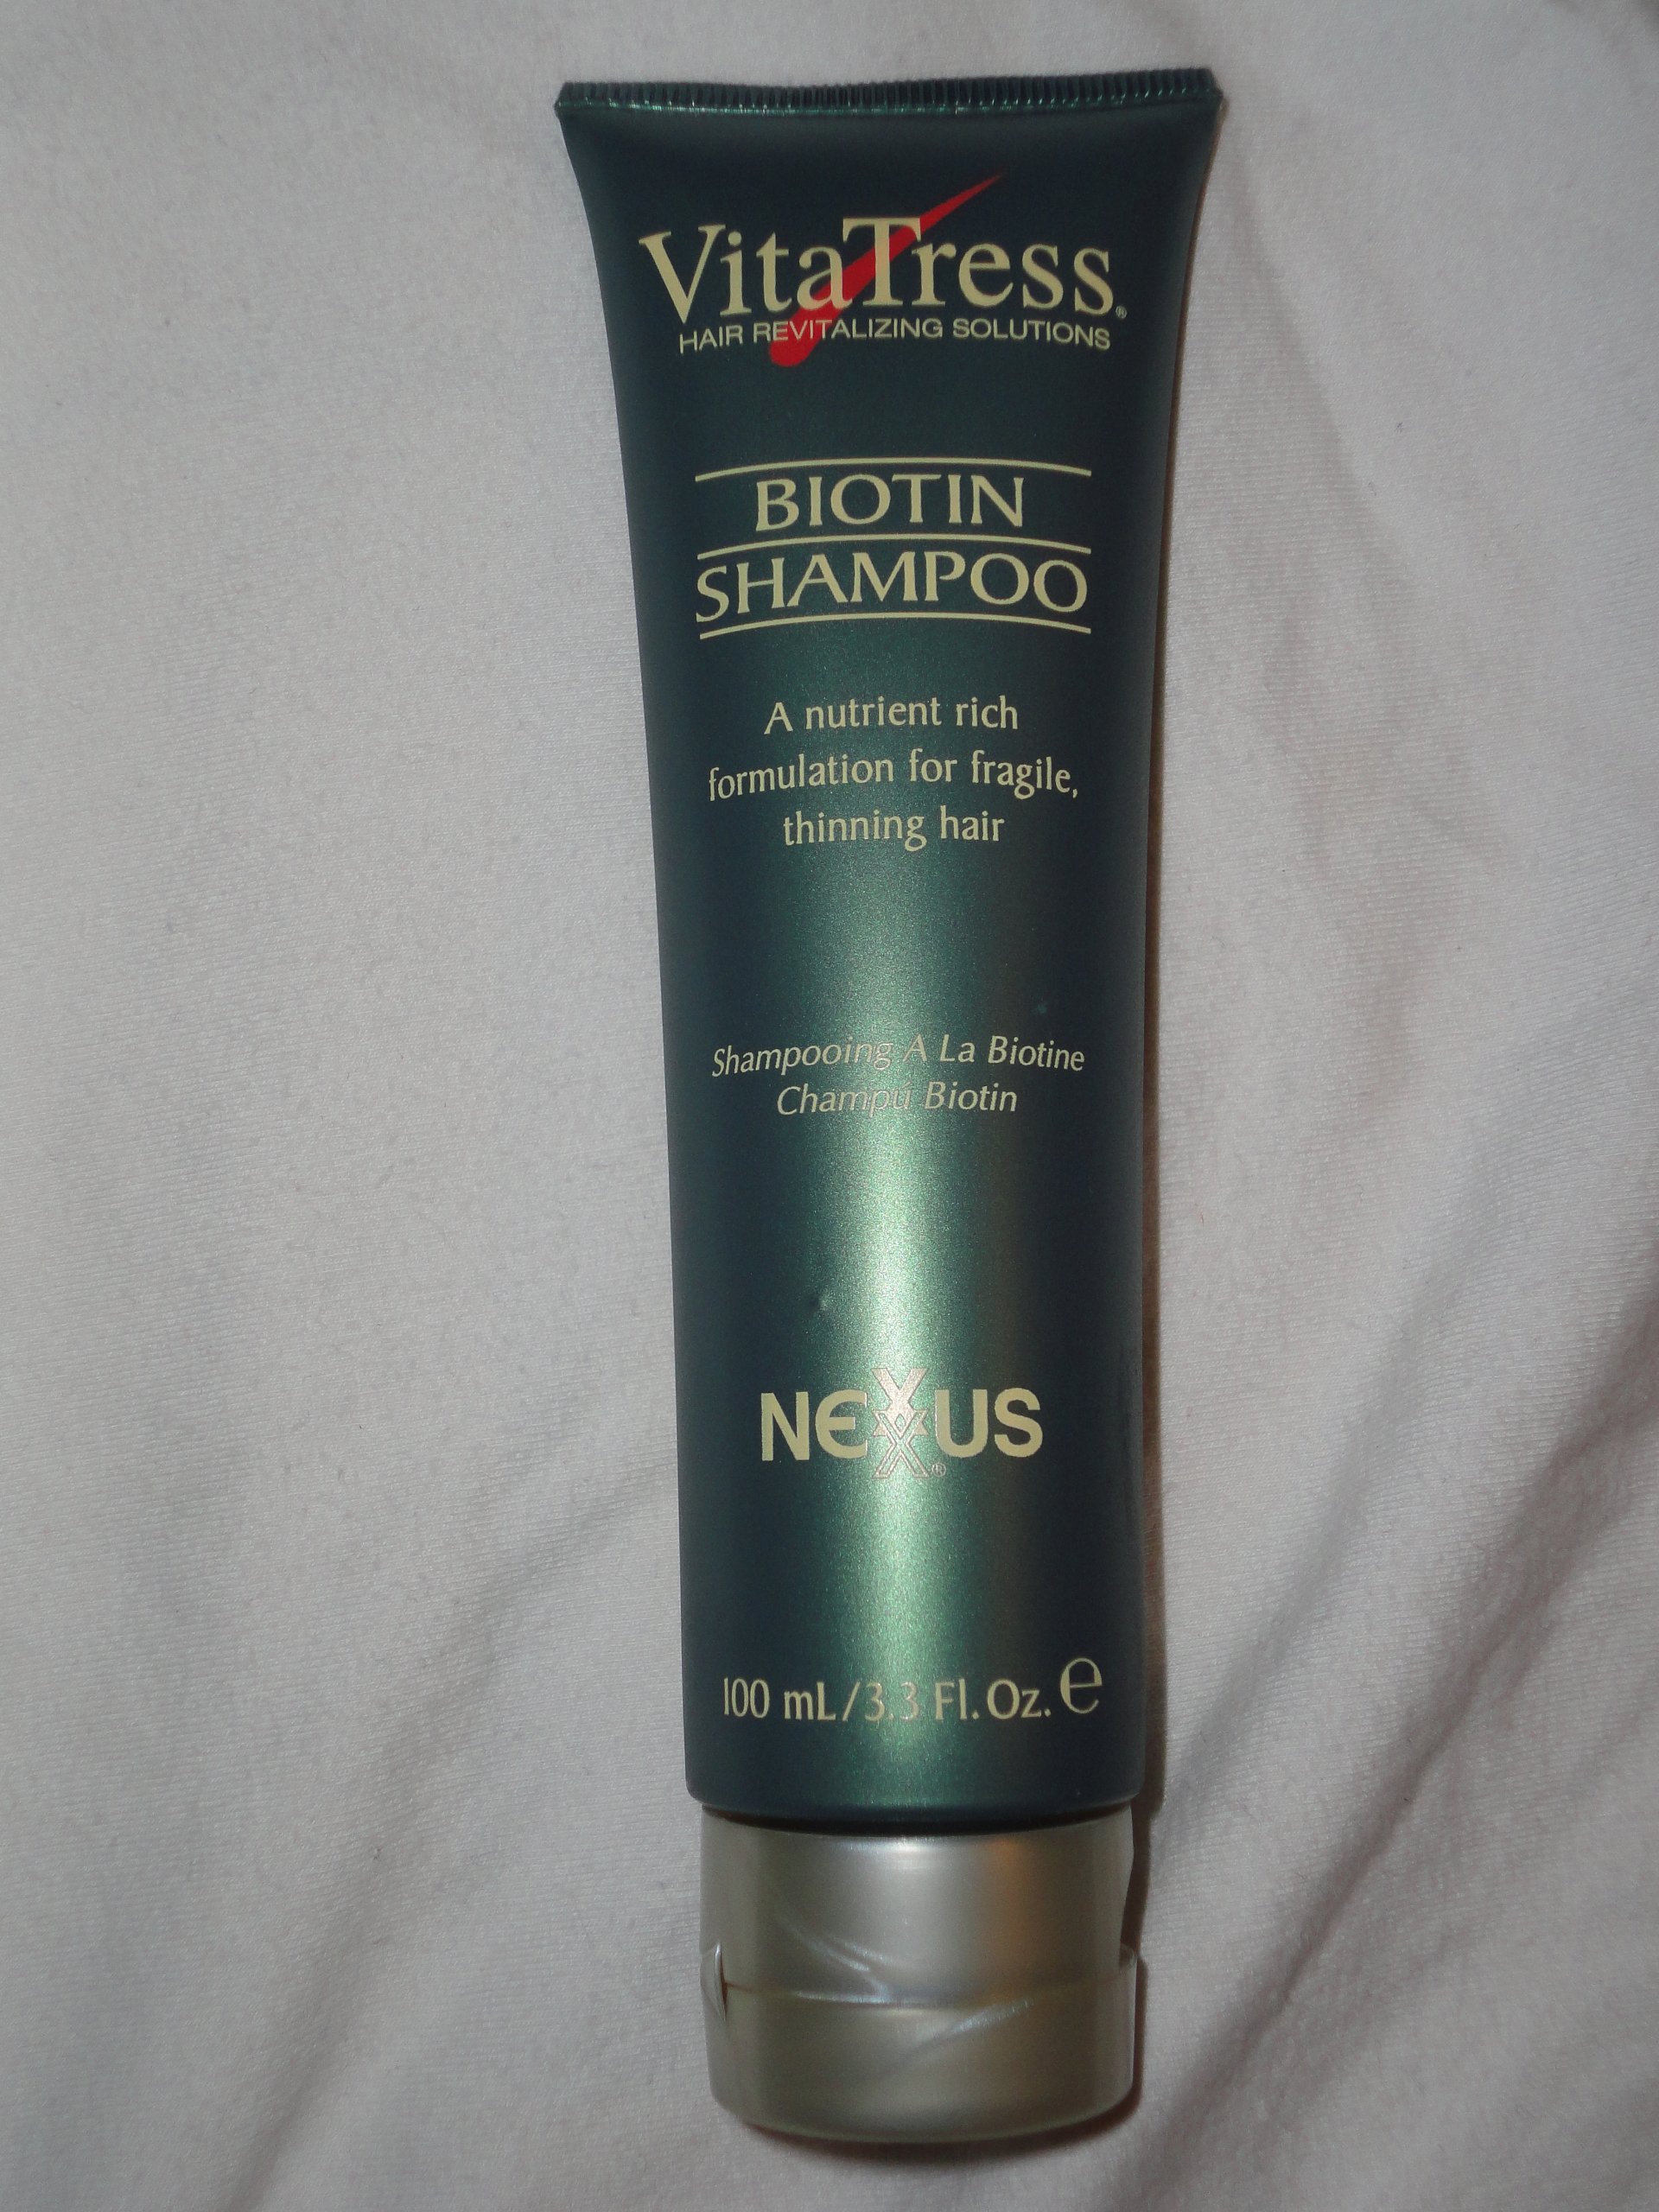 VitaTress®
HAIR REVITALIZING SOLUTIONS
BIOTIN
SHAMPOO
A nutrient rich
formulation for fragile,
thinning hair
Shampooing A La Biotine
Champú Biotin
NEXXUS®
100 mL/3.3 Fl. Oz. ℮